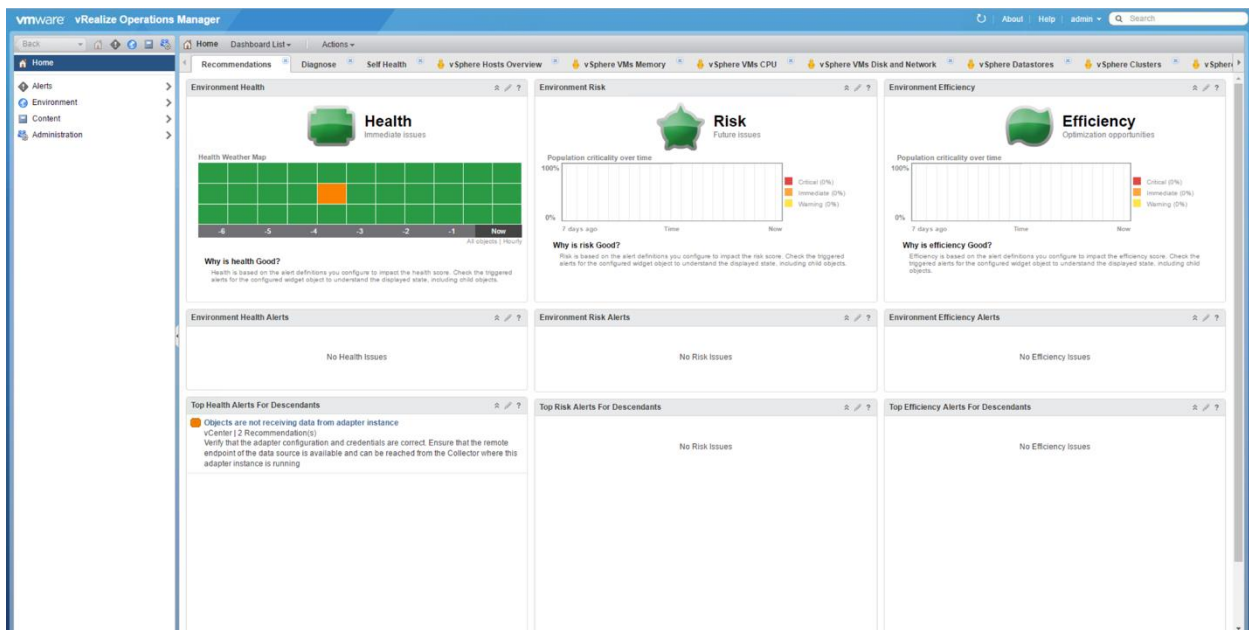 vmware vRealize Operations Manager
About Help admin Search
Back
Home Dashboard List Actions
Home
Alerts
Environment
Content
Administration
Recommendations Diagnose Self Health vSphere Hosts Overview vSphere VMs Memory vSphere VMs CPU vSphere VMs Disk and Network vSphere Datastores vSphere Clusters vSpher
Environment Health
Health
Immediate issues
Health Weather Map
-6 -5 -4 -3 -2 -1 Now
All objects | Hourly
Why is health Good?
Health is based on the alert definitions you configure to impact the health score. Check the triggered
alerts for the configured widget object to understand the displayed state, including child objects.
Environment Risk
Risk
Future issues
Population criticality over time
100%
Critical (0%)
Immediate (0%)
Warning (0%)
0%
7 days ago Time Now
Why is risk Good?
Risk is based on the alert definitions you configure to impact the risk score. Check the triggered
alerts for the configured widget object to understand the displayed state, including child objects.
Environment Efficiency
Efficiency
Optimization opportunities
Population criticality over time
100%
Critical (0%)
Immediate (0%)
Warning (0%)
0%
7 days ago Time Now
Why is efficiency Good?
Efficiency is based on the alert definitions you configure to impact the efficiency score. Check the
triggered alerts for the configured widget object to understand the displayed state, including child
objects.
Environment Health Alerts
No Health Issues
Environment Risk Alerts
No Risk Issues
Environment Efficiency Alerts
No Efficiency Issues
Top Health Alerts For Descendants
Objects are not receiving data from adapter instance
vCenter | 2 Recommendation(s)
Verify that the adapter configuration and credentials are correct. Ensure that the remote
endpoint of the data source is available and can be reached from the Collector where this
adapter instance is running
Top Risk Alerts For Descendants
No Risk Issues
Top Efficiency Alerts For Descendants
No Efficiency Issues